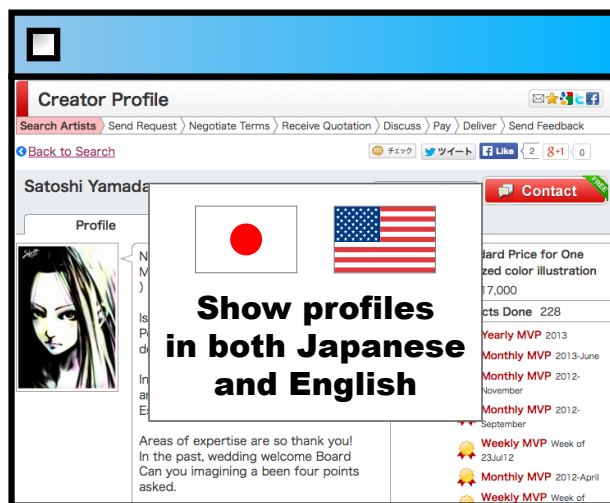 Creator Profile
Search Artists Send Request Negotiate Terms Receive Quotation Discuss Pay Deliver Send Feedback
Back to Search
チェック ツイート Like 2 8+1 0
Satoshi Yamada
Contact
FREE
Profile
Show profiles
in both Japanese
and English
Price for One
color illustration
17,000
Done 228
Yearly MVP 2013
Monthly MVP 2013-June
Monthly MVP 2012-
November
Monthly MVP 2012-
September
Weekly MVP Week of
23Jul12
Monthly MVP 2012-April
Weekly MVP Week of
Areas of expertise are so thank you!
In the past, wedding welcome Board
Can you imagining a been four points
asked.